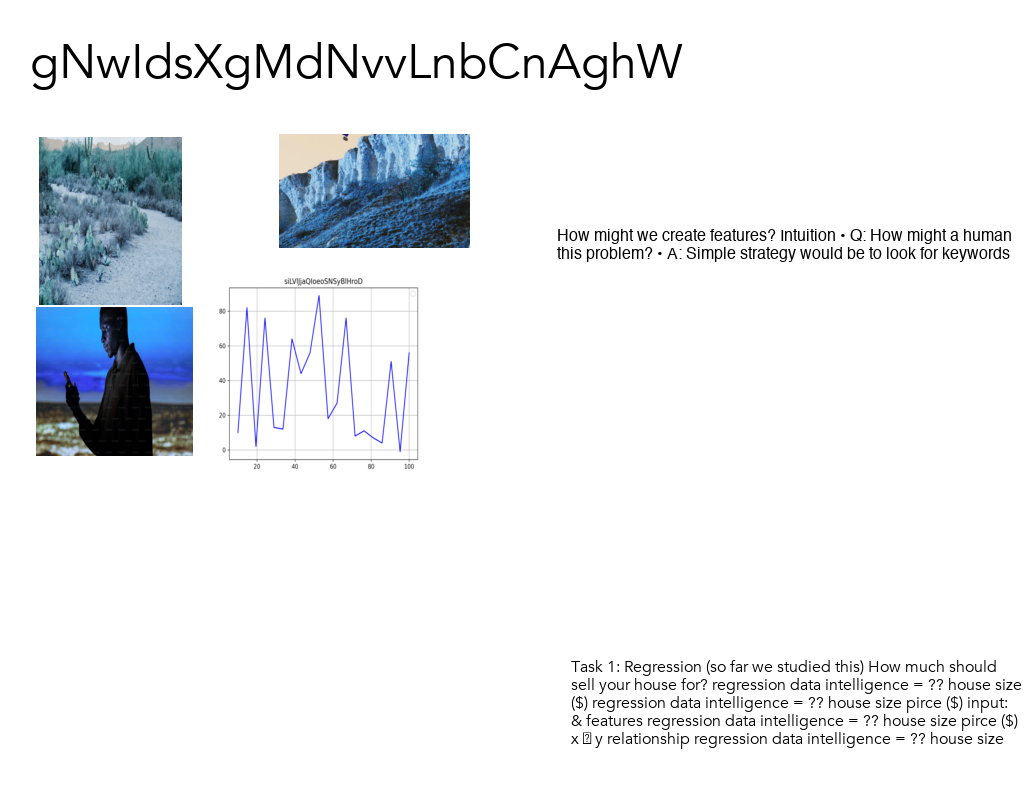 gNwIdsXgMdNvvLnbCnAghW
How might we create features? Intuition • Q: How might a human
this problem? • A: Simple strategy would be to look for keywords
80
60
40
20
0
20 40 60 80 100
Task 1: Regression (so far we studied this) How much should
sell your house for? regression data intelligence = ?? house size
($) regression data intelligence = ?? house size pirce ($) input:
& features regression data intelligence = ?? house size pirce ($)
x y relationship regression data intelligence = ?? house size